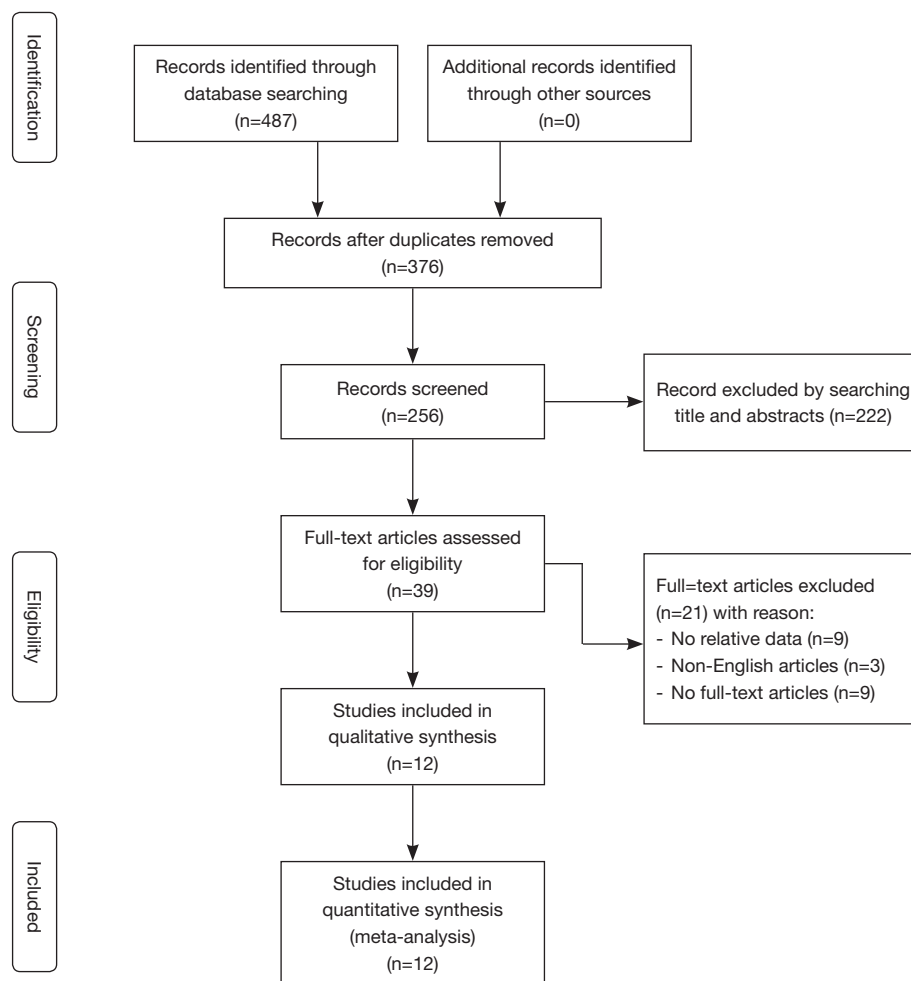 Identification
Records identified through
database searching
(n=487)
Additional records identified
through other sources
(n=0)
Records after duplicates removed
(n=376)
Screening
Records screened
(n=256)
Record excluded by searching
title and abstracts (n=222)
Eligibility
Full-text articles assessed
for eligibility
(n=39)
Full=text articles excluded
(n=21) with reason:
- No relative data (n=9)
- Non-English articles (n=3)
- No full-text articles (n=9)
Studies included in
qualitative synthesis
(n=12)
Included
Studies included in
quantitative synthesis
(meta-analysis)
(n=12)